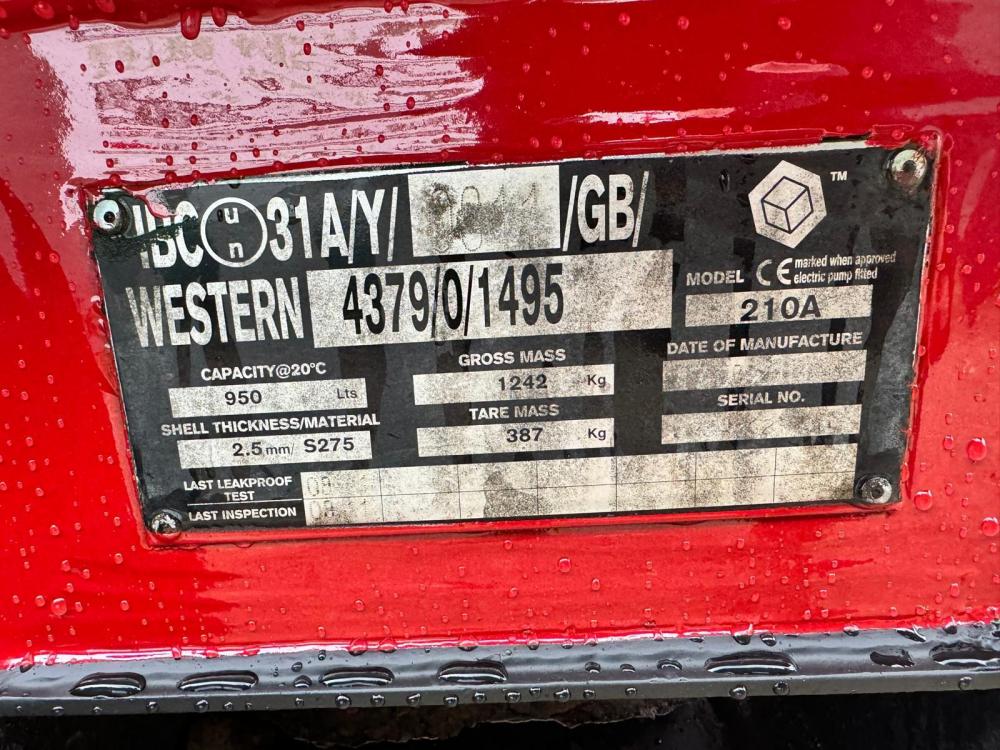 IBC un 31A/Y/ /GB/
WESTERN 4379/0/1495
TM
MODEL CE marked when approved
electric pump fitted
210A
CAPACITY@20°C
950 Lts
GROSS MASS
1242 Kg
DATE OF MANUFACTURE
SHELL THICKNESS/MATERIAL
2.5mm/ S275
TARE MASS
387 Kg
SERIAL NO.
LAST LEAKPROOF
TEST
LAST INSPECTION